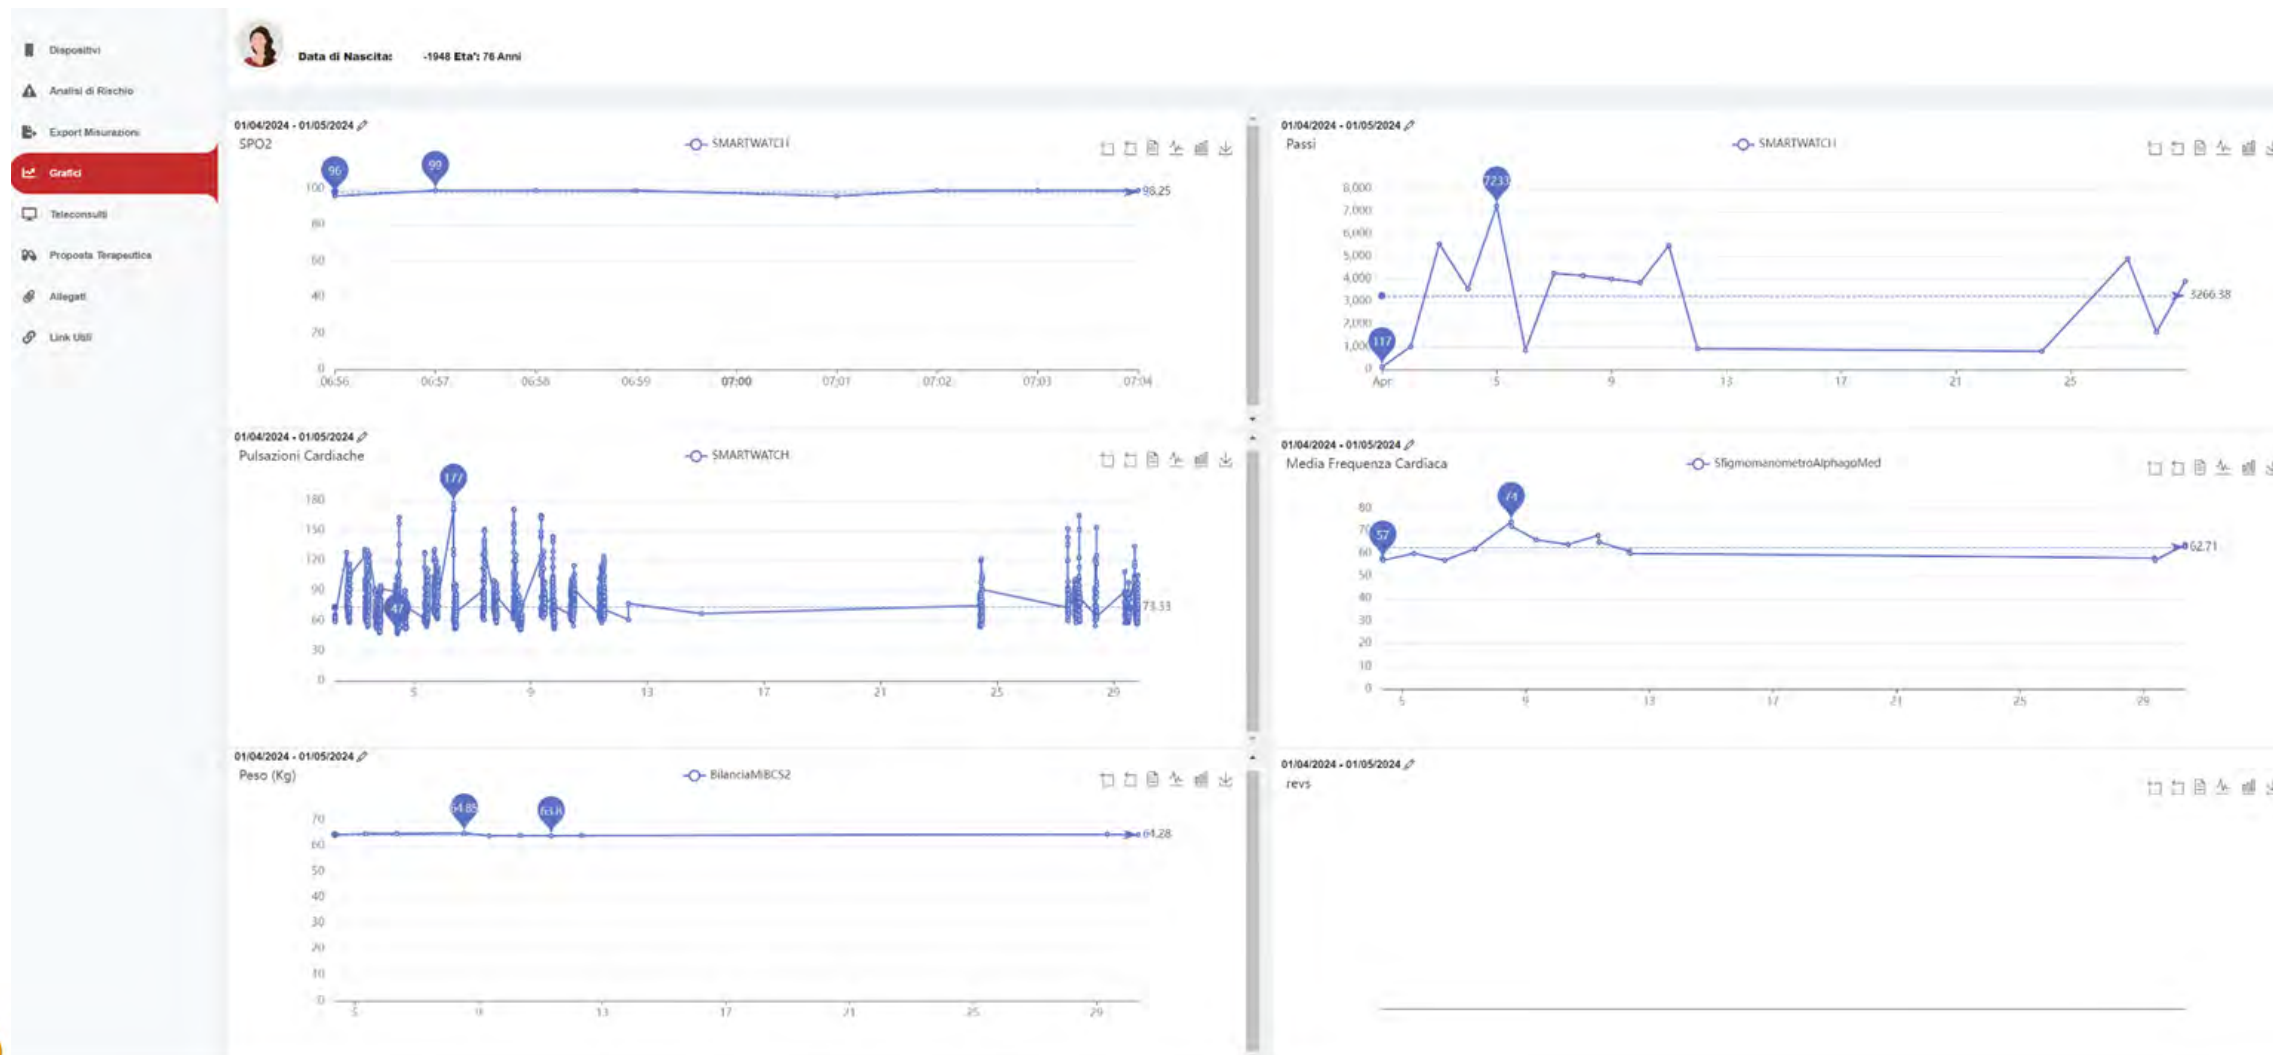 Dispositivi
Analisi di Rischio
Export Misurazioni
Grafici
Teleconsulti
Proposta Terapeutica
Allegati
Link Utili
Data di Nascita: -1948 Eta': 76 Anni
01/04/2024 - 01/05/2024
SPO2
SMARTWATCH
96
99
100
80
60
40
20
0
98.25
06:56 06:57 06:58 06:59 07:00 07:01 07:02 07:03 07:04
01/04/2024 - 01/05/2024
Passi
SMARTWATCH
7233
117
8,000
7,000
6,000
5,000
4,000
3,000
2,000
1,000
0
3266.38
Apr 5 9 13 17 21 25
01/04/2024 - 01/05/2024
Pulsazioni Cardiache
SMARTWATCH
177
47
180
150
120
90
60
30
0
73.33
5 9 13 17 21 25 29
01/04/2024 - 01/05/2024
Media Frequenza Cardiaca
SfigmomanometroAlphagoMed
74
57
80
70
60
50
40
30
20
10
0
62.71
5 9 13 17 21 25 29
01/04/2024 - 01/05/2024
Peso (Kg)
BilanciaMiBCS2
64.85
63.8
70
60
50
40
30
20
10
0
64.28
5 9 13 17 21 25 29
01/04/2024 - 01/05/2024
revs